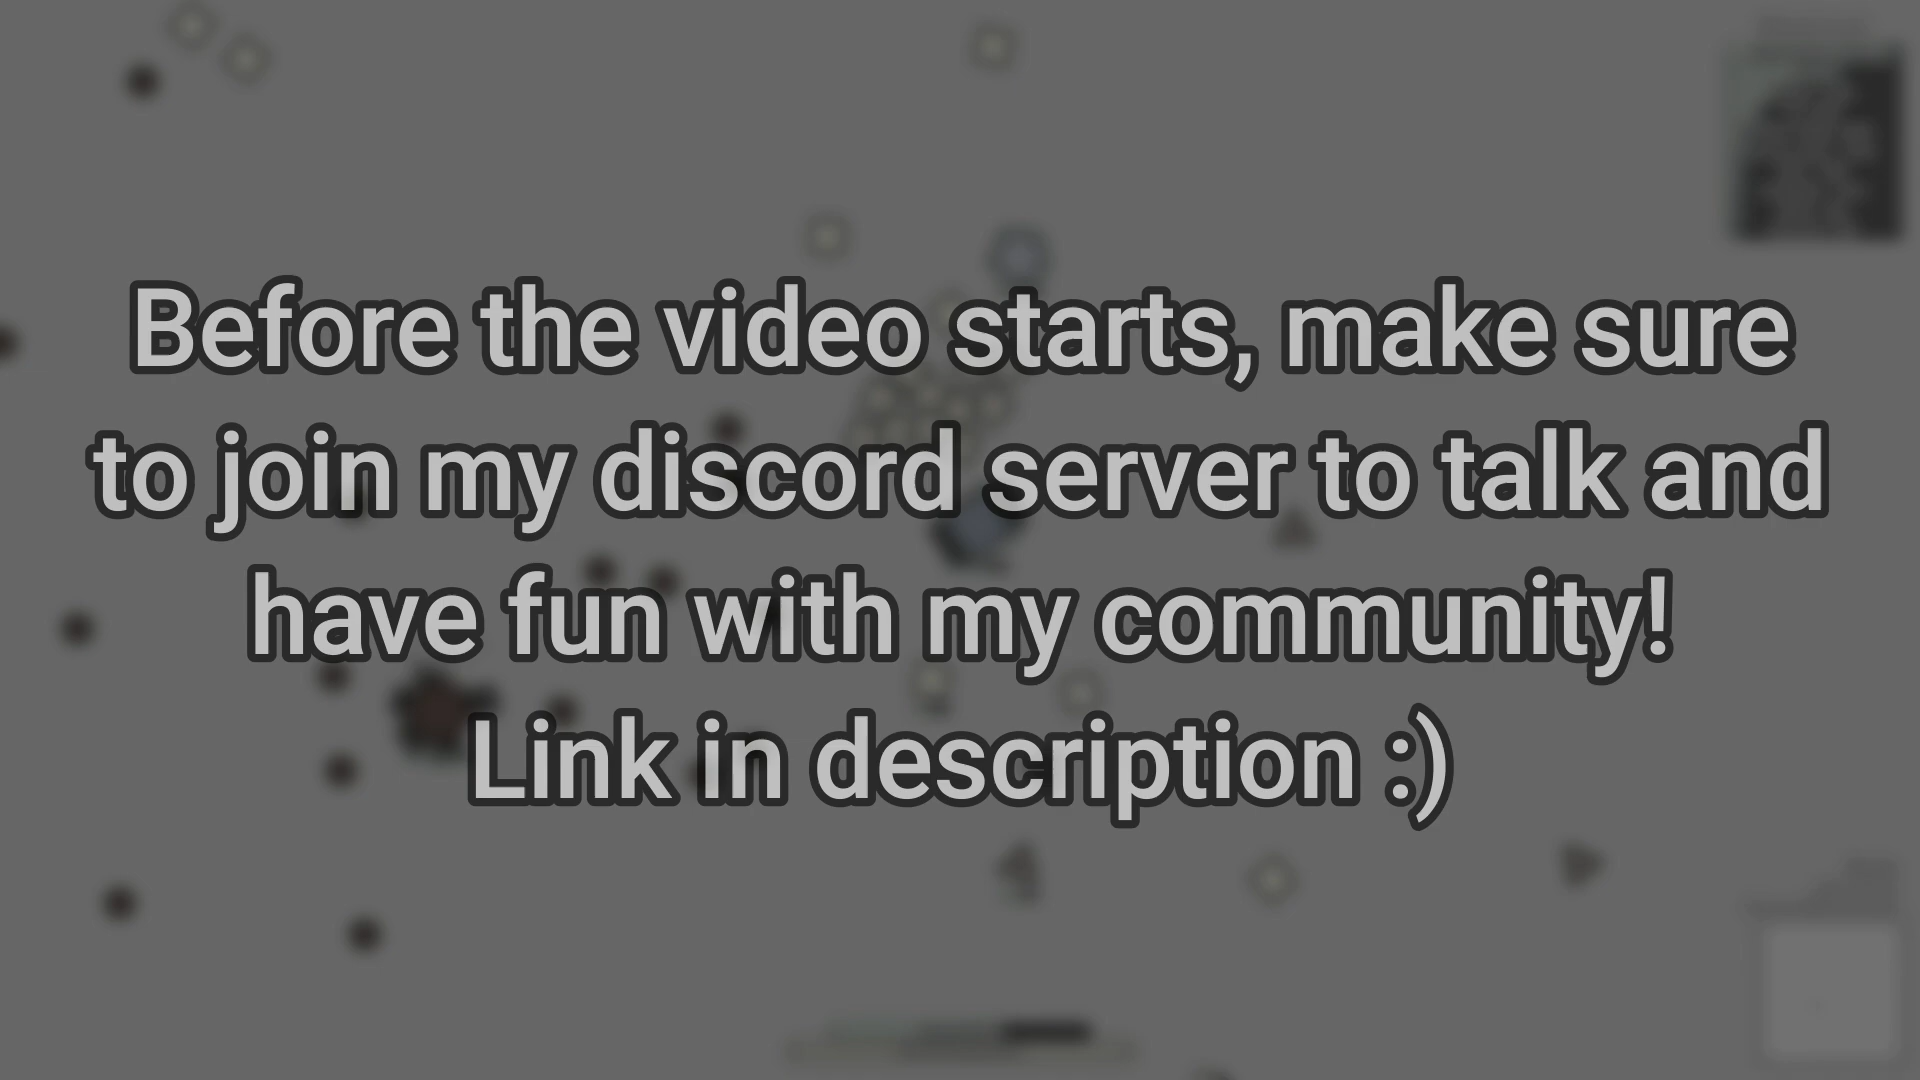 Before the video starts, make sure
to join my discord server to talk and
have fun with my community!
Link in description :)